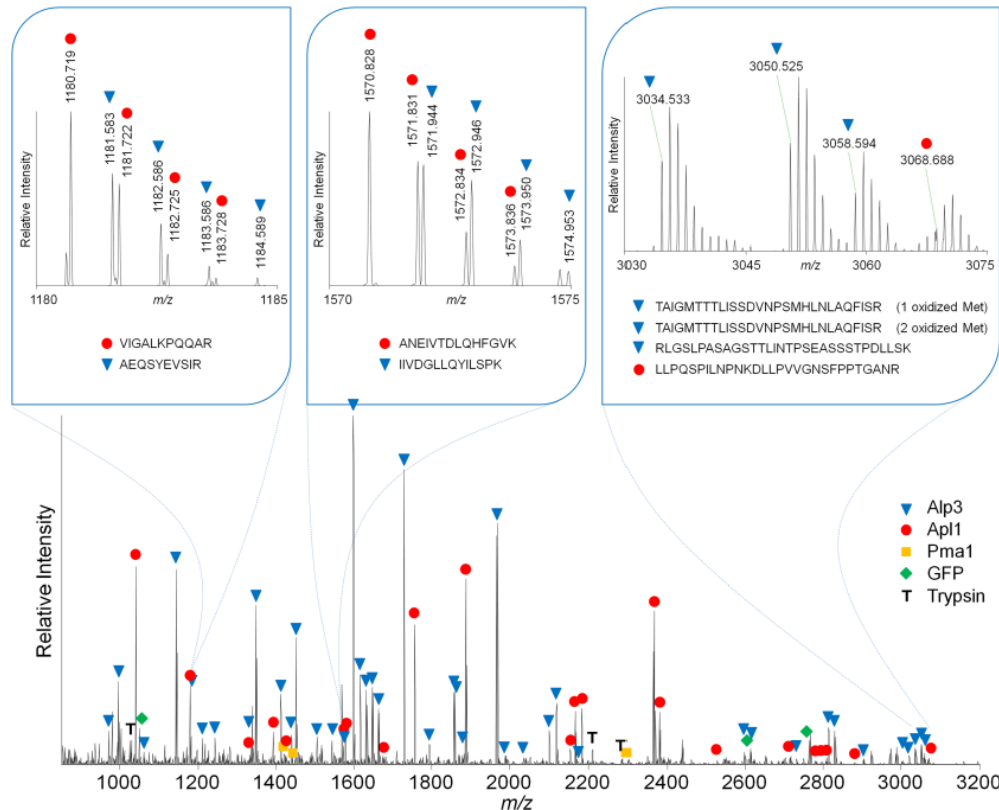 Relative Intensity
1180.719
1181.583
1181.722
1182.586
1182.725
1183.586
1183.728
1184.589
1180
m/z
1185
VIGALKPQQAR
AEQSYEVSIR
Relative Intensity
1570.828
1571.831
1571.944
1572.834
1572.946
1573.836
1573.950
1574.953
1570
m/z
1575
ANEIVTDLQHFGVK
IIVDGLLQYILSPK
Relative Intensity
3034.533
3050.525
3058.594
3068.688
3030
3045
m/z
3060
3075
TAIGMTTTLISSDVNPSMHLNLAQFISR (1 oxidized Met)
TAIGMTTTLISSDVNPSMHLNLAQFISR (2 oxidized Met)
RLGSLPASAGSTTLINTPSEASSSTPDLLSK
LLPQSPILNPNKDLLPVVGNSFPPTGANR
Relative Intensity
Alp3
Apl1
Pma1
GFP
T Trypsin
T
T
T
1000 1200 1400 1600 1800 2000 2200 2400 2600 2800 3000 3200
m/z